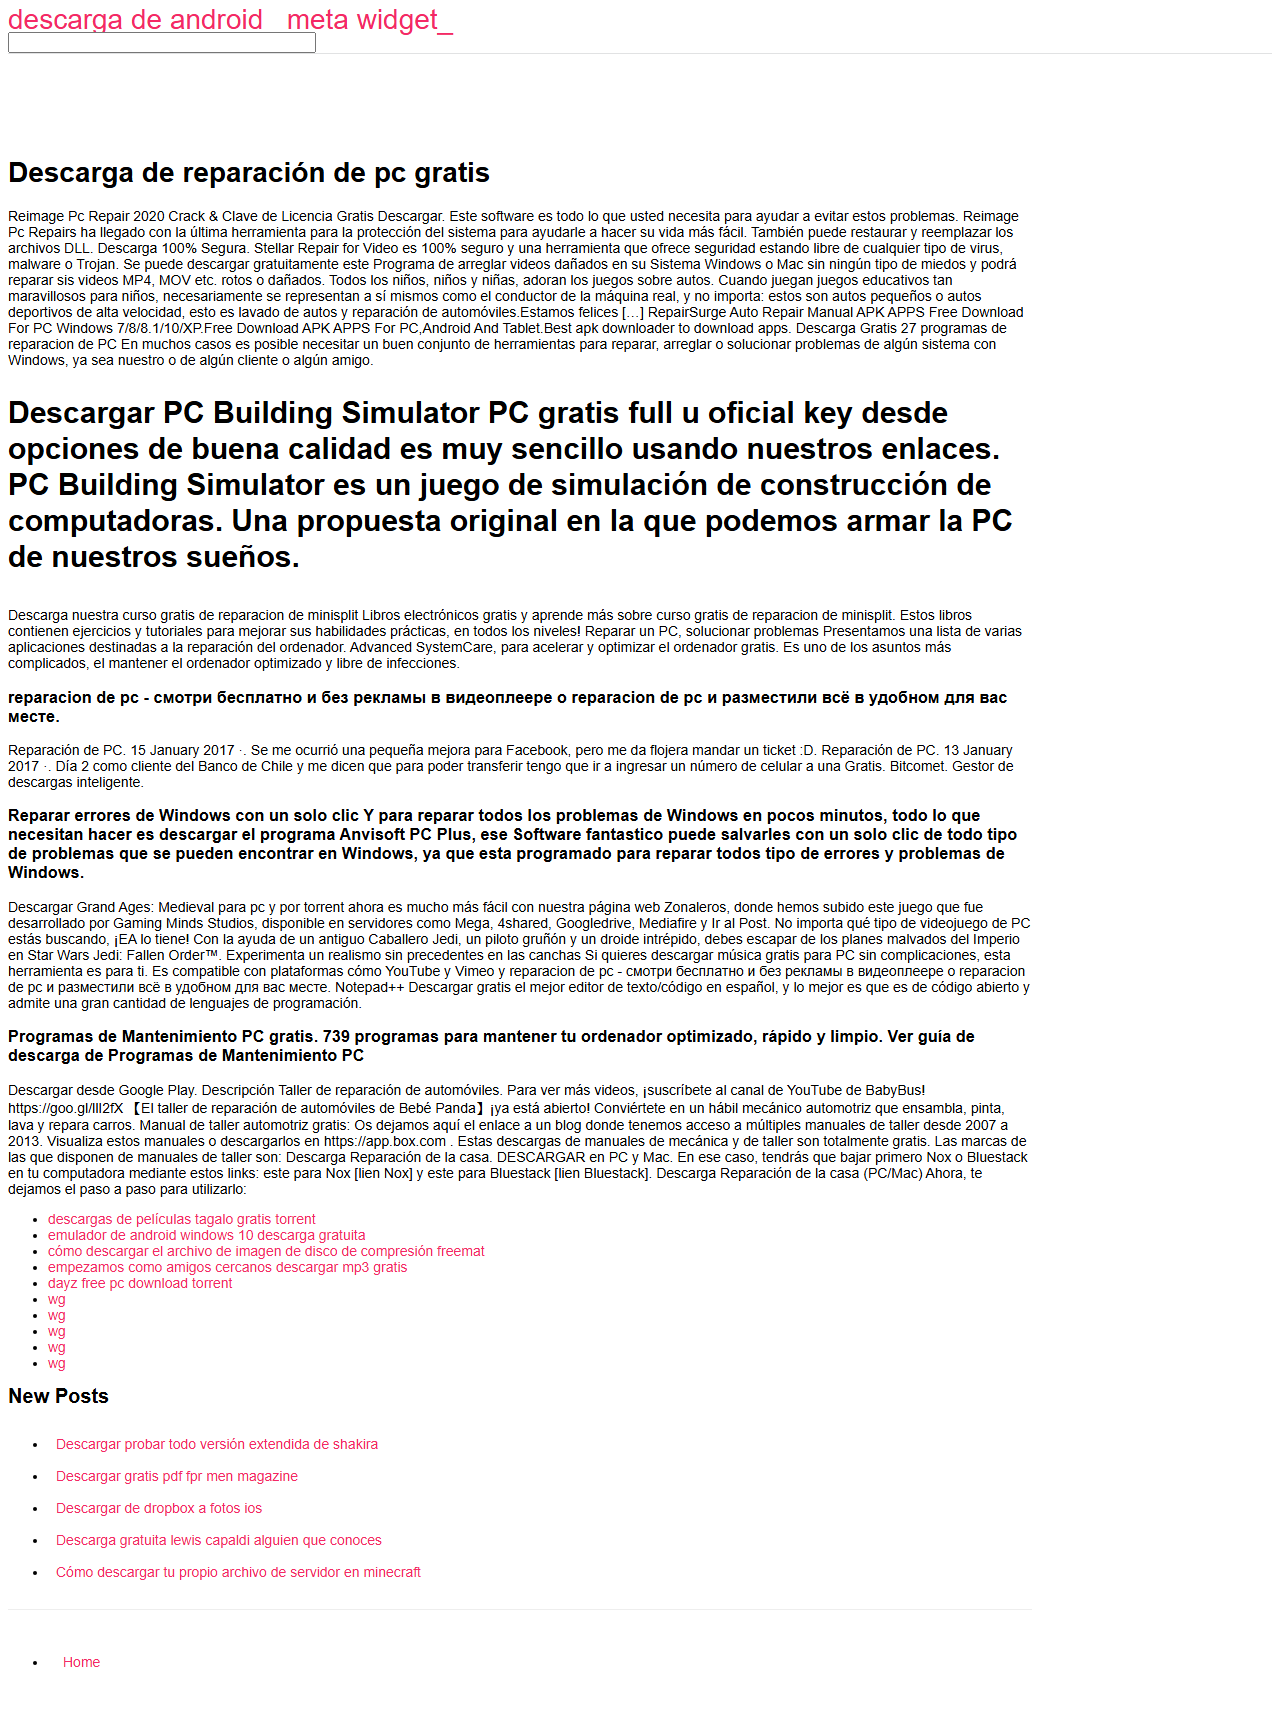 descarga de android _ meta widget_
Descarga de reparación de pc gratis
Reimage Pc Repair 2020 Crack & Clave de Licencia Gratis Descargar. Este software es todo lo que usted necesita para ayudar a evitar estos problemas. Reimage
Pc Repairs ha llegado con la última herramienta para la protección del sistema para ayudarle a hacer su vida más fácil. También puede restaurar y reemplazar los
archivos DLL. Descarga 100% Segura. Stellar Repair for Video es 100% seguro y una herramienta que ofrece seguridad estando libre de cualquier tipo de virus,
malware o Trojan. Se puede descargar gratuitamente este Programa de arreglar videos dañados en su Sistema Windows o Mac sin ningún tipo de miedos y podrá
reparar sis videos MP4, MOV etc. rotos o dañados. Todos los niños, niños y niñas, adoran los juegos sobre autos. Cuando juegan juegos educativos tan
maravillosos para niños, necesariamente se representan a sí mismos como el conductor de la máquina real, y no importa: estos son autos pequeños o autos
deportivos de alta velocidad, esto es lavado de autos y reparación de automóviles.Estamos felices […] RepairSurge Auto Repair Manual APK APPS Free Download
For PC Windows 7/8/8.1/10/XP.Free Download APK APPS For PC,Android And Tablet.Best apk downloader to download apps. Descarga Gratis 27 programas de
reparacion de PC En muchos casos es posible necesitar un buen conjunto de herramientas para reparar, arreglar o solucionar problemas de algún sistema con
Windows, ya sea nuestro o de algún cliente o algún amigo.
Descargar PC Building Simulator PC gratis full u oficial key desde
opciones de buena calidad es muy sencillo usando nuestros enlaces.
PC Building Simulator es un juego de simulación de construcción de
computadoras. Una propuesta original en la que podemos armar la PC
de nuestros sueños.
Descarga nuestra curso gratis de reparacion de minisplit Libros electrónicos gratis y aprende más sobre curso gratis de reparacion de minisplit. Estos libros
contienen ejercicios y tutoriales para mejorar sus habilidades prácticas, en todos los niveles! Reparar un PC, solucionar problemas Presentamos una lista de varias
aplicaciones destinadas a la reparación del ordenador. Advanced SystemCare, para acelerar y optimizar el ordenador gratis. Es uno de los asuntos más
complicados, el mantener el ordenador optimizado y libre de infecciones.
reparacion de pc - смотри бесплатно и без рекламы в видеоплеере о reparacion de pc и разместили всё в удобном для вас
месте.
Reparación de PC. 15 January 2017 ·. Se me ocurrió una pequeña mejora para Facebook, pero me da flojera mandar un ticket :D. Reparación de PC. 13 January
2017 ·. Día 2 como cliente del Banco de Chile y me dicen que para poder transferir tengo que ir a ingresar un número de celular a una Gratis. Bitcomet. Gestor de
descargas inteligente.
Reparar errores de Windows con un solo clic Y para reparar todos los problemas de Windows en pocos minutos, todo lo que
necesitan hacer es descargar el programa Anvisoft PC Plus, ese Software fantastico puede salvarles con un solo clic de todo tipo
de problemas que se pueden encontrar en Windows, ya que esta programado para reparar todos tipo de errores y problemas de
Windows.
Descargar Grand Ages: Medieval para pc y por torrent ahora es mucho más fácil con nuestra página web Zonaleros, donde hemos subido este juego que fue
desarrollado por Gaming Minds Studios, disponible en servidores como Mega, 4shared, Googledrive, Mediafire y Ir al Post. No importa qué tipo de videojuego de PC
estás buscando, ¡EA lo tiene! Con la ayuda de un antiguo Caballero Jedi, un piloto gruñón y un droide intrépido, debes escapar de los planes malvados del Imperio
en Star Wars Jedi: Fallen Order™. Experimenta un realismo sin precedentes en las canchas Si quieres descargar música gratis para PC sin complicaciones, esta
herramienta es para ti. Es compatible con plataformas cómo YouTube y Vimeo y reparacion de pc - смотри бесплатно и без рекламы в видеоплеере о reparacion
de pc и разместили всё в удобном для вас месте. Notepad++ Descargar gratis el mejor editor de texto/código en español, y lo mejor es que es de código abierto y
admite una gran cantidad de lenguajes de programación.
Programas de Mantenimiento PC gratis. 739 programas para mantener tu ordenador optimizado, rápido y limpio. Ver guía de
descarga de Programas de Mantenimiento PC
Descargar desde Google Play. Descripción Taller de reparación de automóviles. Para ver más videos, ¡suscríbete al canal de YouTube de BabyBus!
https://goo.gl/lll2fX 【El taller de reparación de automóviles de Bebé Panda】¡ya está abierto! Conviértete en un hábil mecánico automotriz que ensambla, pinta,
lava y repara carros. Manual de taller automotriz gratis: Os dejamos aquí el enlace a un blog donde tenemos acceso a múltiples manuales de taller desde 2007 a
2013. Visualiza estos manuales o descargarlos en https://app.box.com . Estas descargas de manuales de mecánica y de taller son totalmente gratis. Las marcas de
las que disponen de manuales de taller son: Descarga Reparación de la casa. DESCARGAR en PC y Mac. En ese caso, tendrás que bajar primero Nox o Bluestack
en tu computadora mediante estos links: este para Nox [lien Nox] y este para Bluestack [lien Bluestack]. Descarga Reparación de la casa (PC/Mac) Ahora, te
dejamos el paso a paso para utilizarlo:
descargas de películas tagalo gratis torrent
emulador de android windows 10 descarga gratuita
cómo descargar el archivo de imagen de disco de compresión freemat
empezamos como amigos cercanos descargar mp3 gratis
dayz free pc download torrent
wg
wg
wg
wg
wg
New Posts
Descargar probar todo versión extendida de shakira
Descargar gratis pdf fpr men magazine
Descargar de dropbox a fotos ios
Descarga gratuita lewis capaldi alguien que conoces
Cómo descargar tu propio archivo de servidor en minecraft
Home